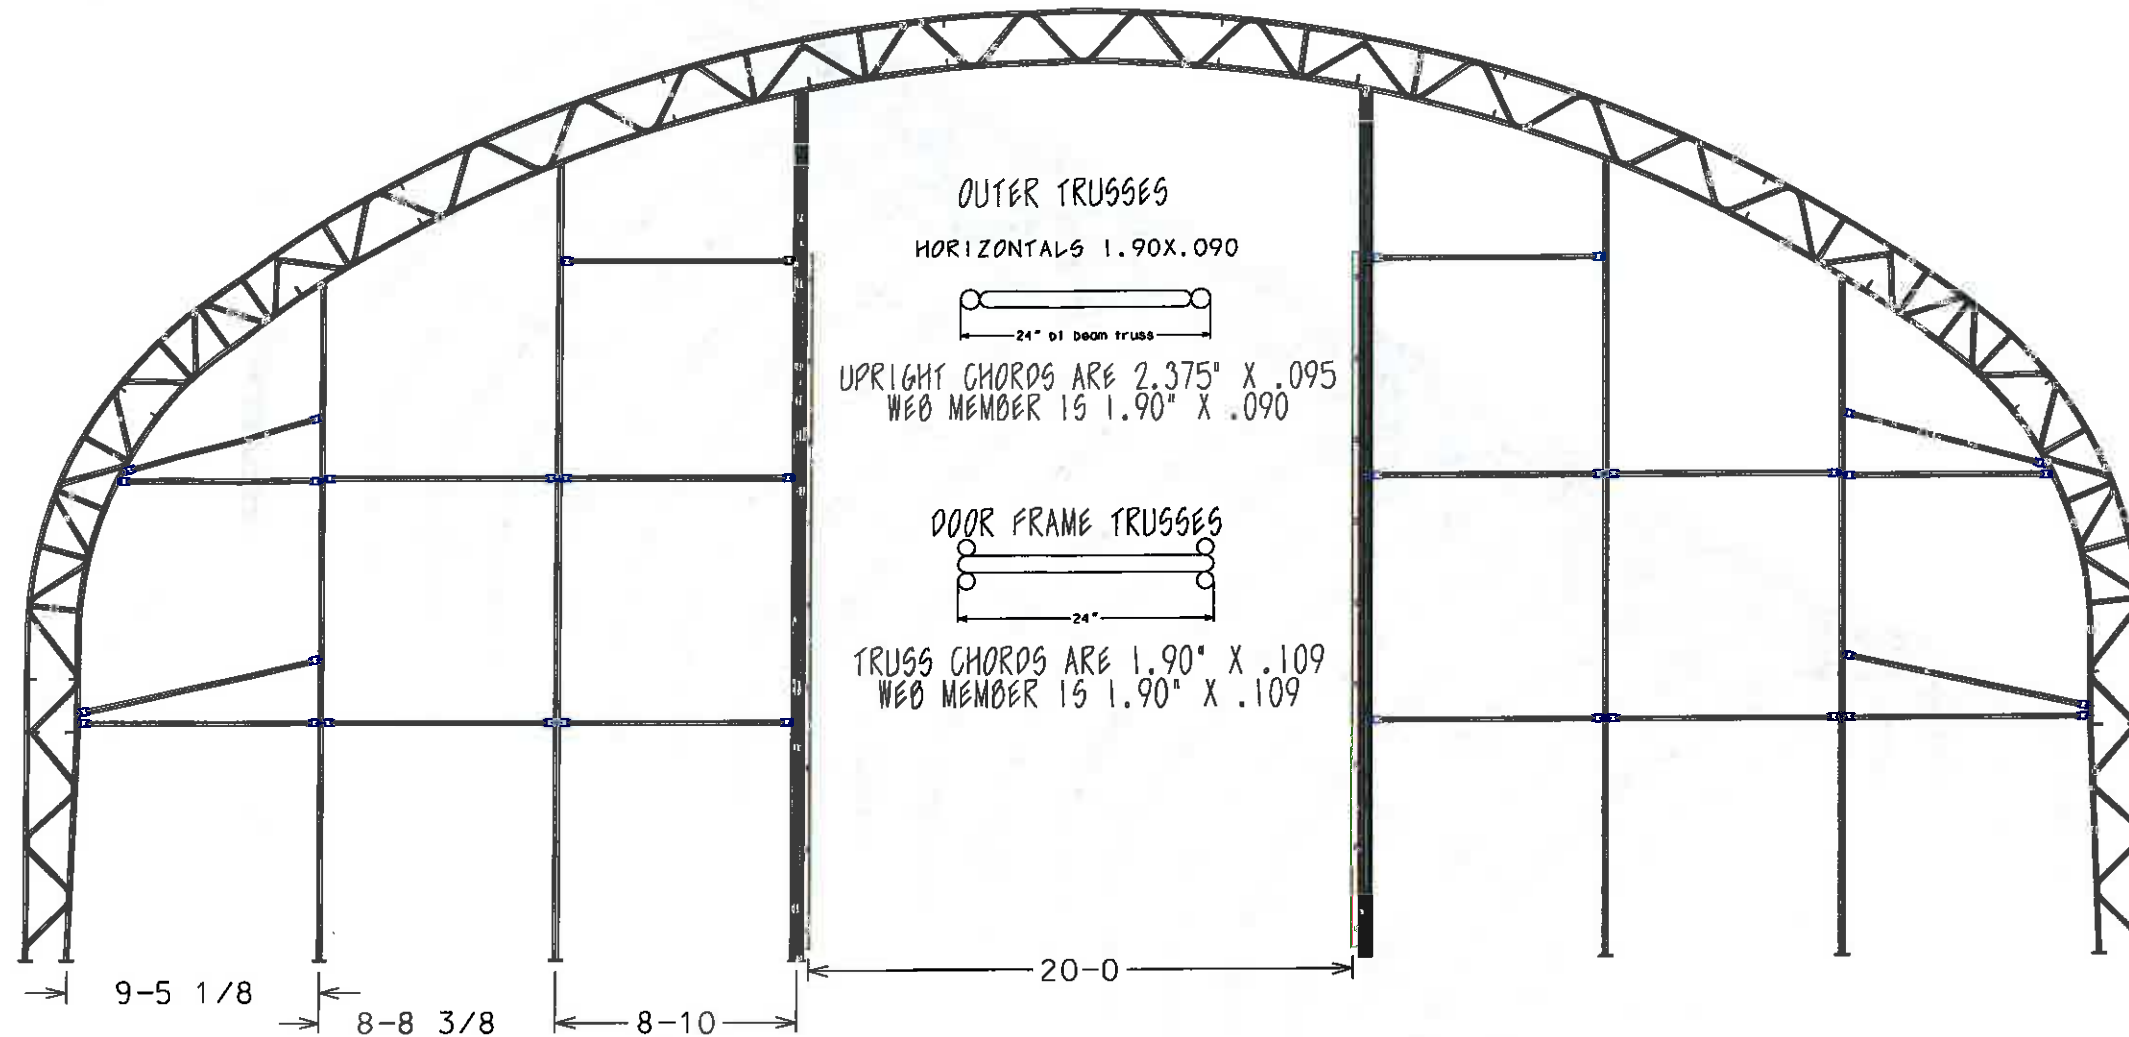 OUTER TRUSSES
HORIZONTALS 1.90X.090
24" bi beam truss
UPRIGHT CHORDS ARE 2.375" X .095
WEB MEMBER IS 1.90" X .090
DOOR FRAME TRUSSES
24"
TRUSS CHORDS ARE 1.90" X .109
WEB MEMBER IS 1.90" X .109
20-0
9-5 1/8
8-8 3/8
8-10